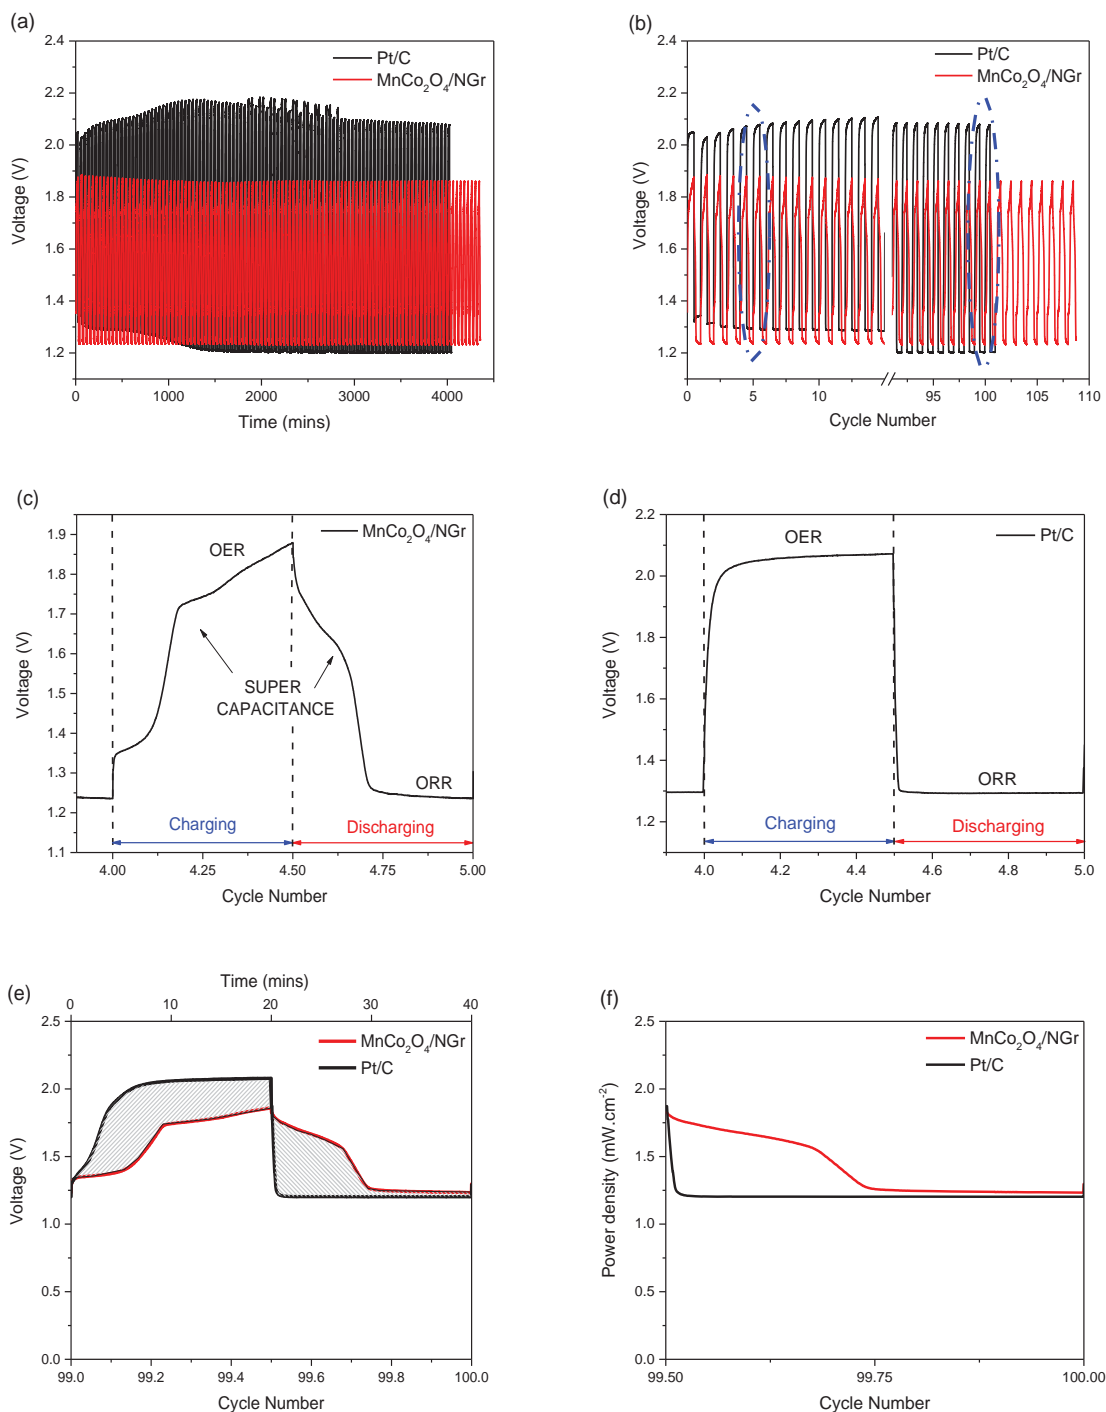 (a)
2.4
2.2
2.0
1.8
1.6
1.4
1.2
Voltage (V)
Pt/C
MnCo₂O₄/NGr
0 1000 2000 3000 4000
Time (mins)
(b)
2.4
2.2
2.0
1.8
1.6
1.4
1.2
Voltage (V)
Pt/C
MnCo₂O₄/NGr
0 5 10 95 100 105 110
Cycle Number
(c)
1.9
1.8
1.7
1.6
1.5
1.4
1.3
1.2
1.1
Voltage (V)
MnCo₂O₄/NGr
OER
SUPER
CAPACITANCE
ORR
Charging
Discharging
4.00 4.25 4.50 4.75 5.00
Cycle Number
(d)
2.2
2.0
1.8
1.6
1.4
1.2
Voltage (V)
Pt/C
OER
ORR
Charging
Discharging
4.0 4.2 4.4 4.6 4.8 5.0
Cycle Number
(e)
Time (mins)
0 10 20 30 40
2.5
2.0
1.5
1.0
0.5
0.0
Voltage (V)
MnCo₂O₄/NGr
Pt/C
99.0 99.2 99.4 99.6 99.8 100.0
Cycle Number
(f)
2.5
2.0
1.5
1.0
0.5
0.0
Power density (mW.cm⁻²)
MnCo₂O₄/NGr
Pt/C
99.50 99.75 100.00
Cycle Number